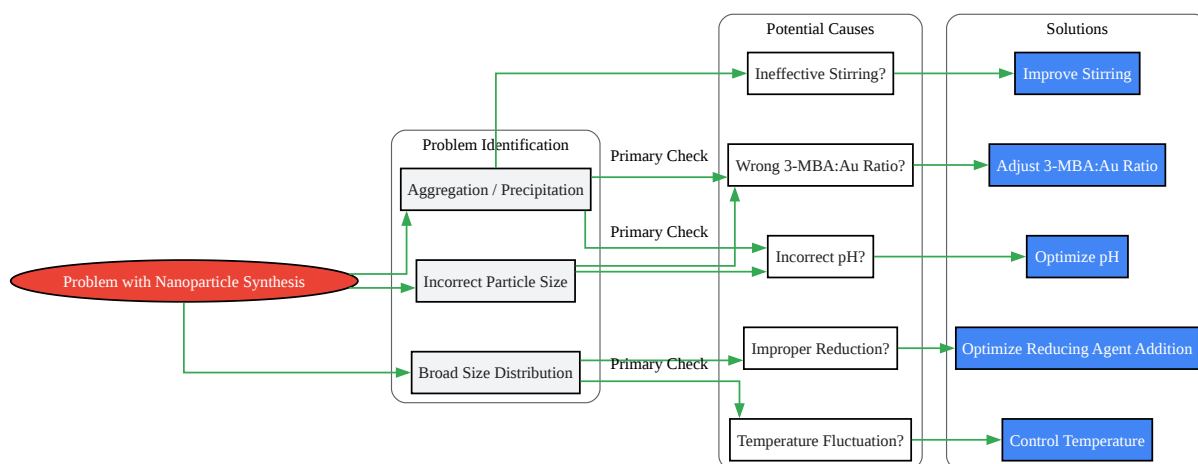 Potential Causes
Solutions
Ineffective Stirring?
Improve Stirring
Problem Identification
Primary Check
Wrong 3-MBA:Au Ratio?
Adjust 3-MBA:Au Ratio
Aggregation / Precipitation
Primary Check
Incorrect pH?
Optimize pH
Problem with Nanoparticle Synthesis
Incorrect Particle Size
Improper Reduction?
Optimize Reducing Agent Addition
Primary Check
Broad Size Distribution
Temperature Fluctuation?
Control Temperature